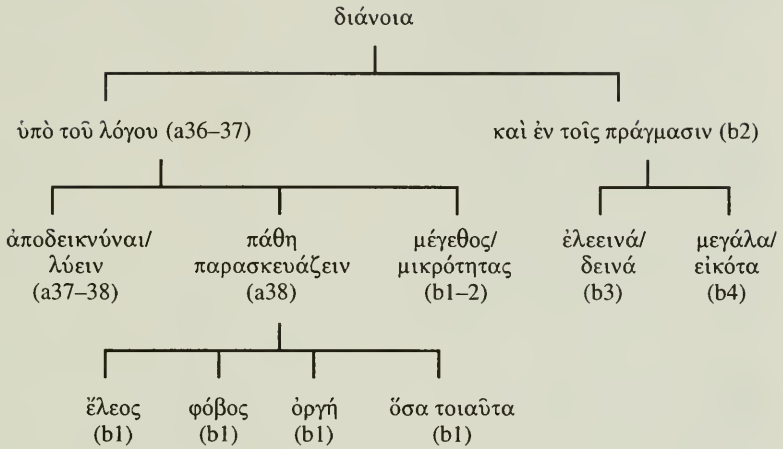 διάνοια
ὑπὸ τοῦ λόγου (a36–37)
καὶ ἐν τοῖς πράγμασιν (b2)
ἀποδεικνύναι/
λύειν
(a37–38)
πάθη
παρασκευάζειν
(a38)
μέγεθος/
μικρότητας
(b1–2)
ἐλεεινά/
δεινά
(b3)
μεγάλα/
εἰκότα
(b4)
ἔλεος
(b1)
φόβος
(b1)
ὀργή
(b1)
ὅσα τοιαῦτα
(b1)